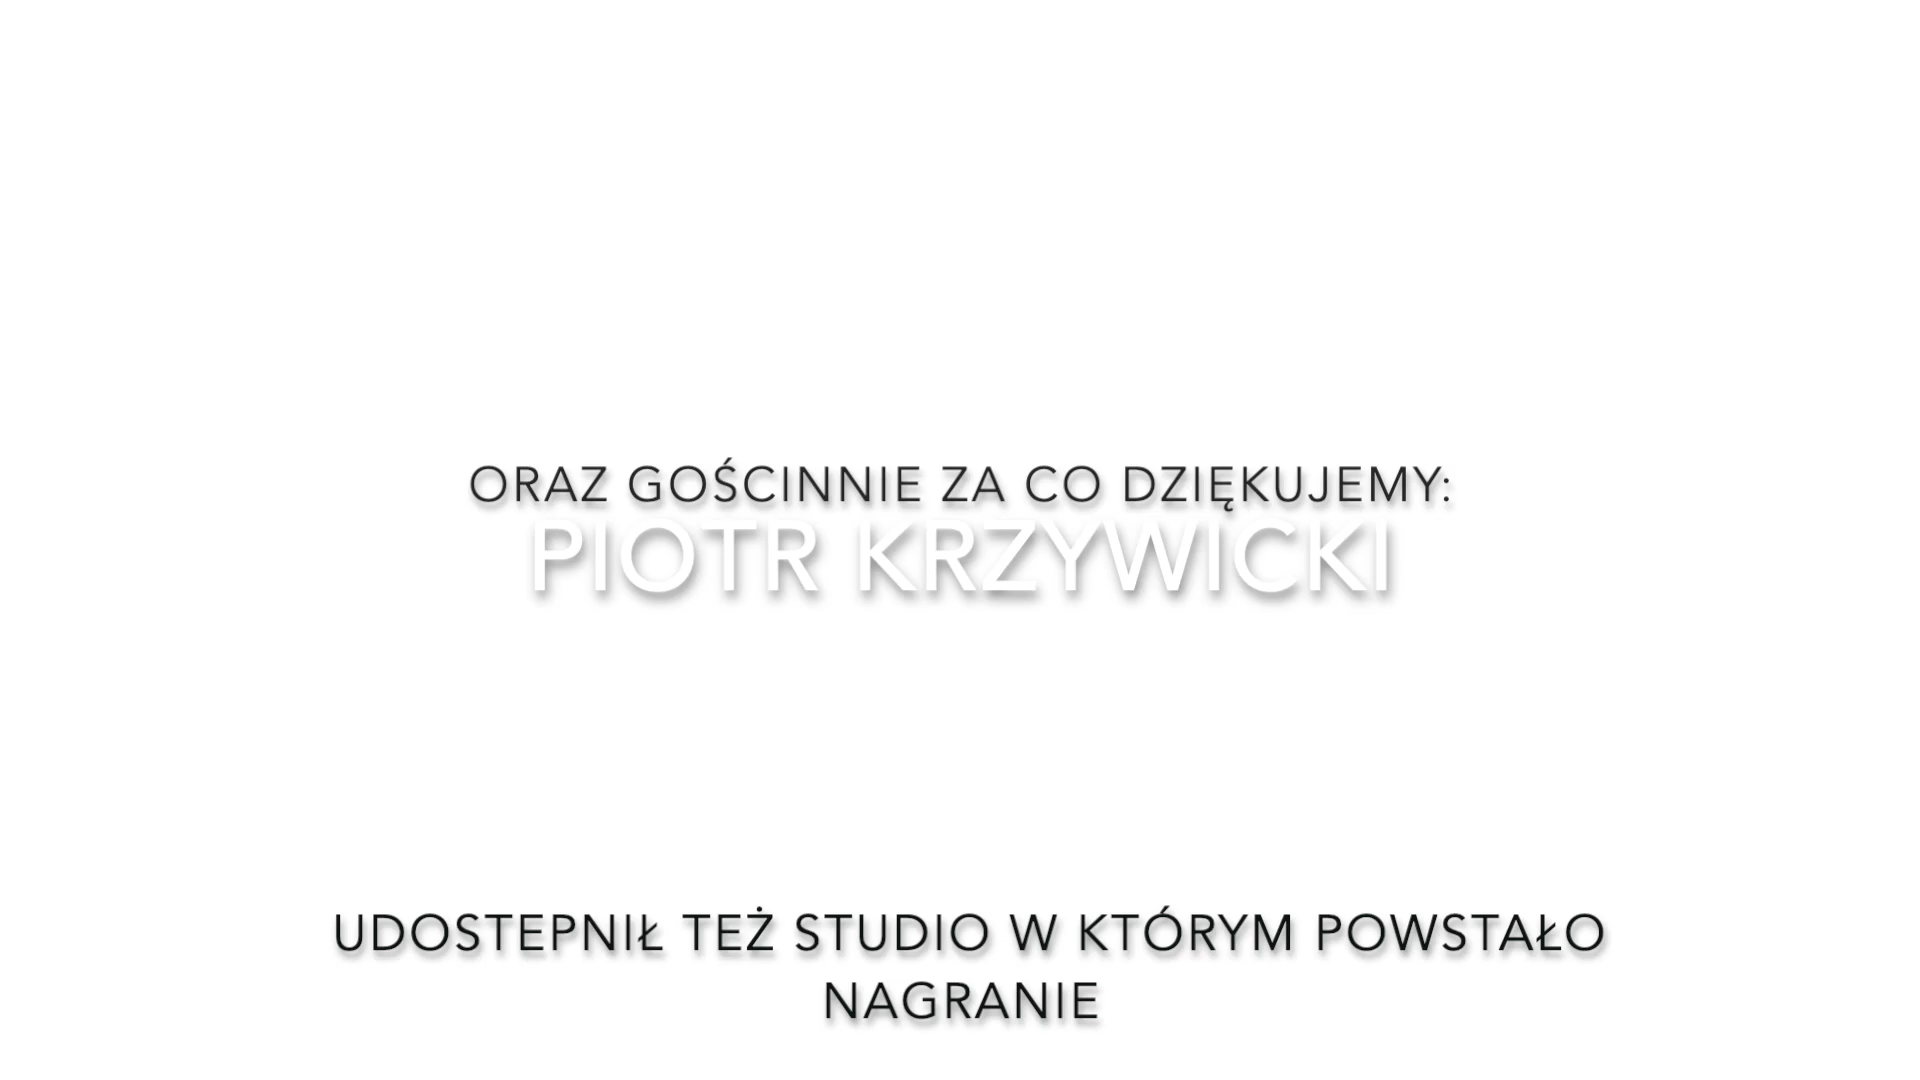 ORAZ GOŚCINNIE ZA CO DZIĘKUJEMY:
PIOTR KRZYWICKI
UDOSTEPNIŁ TEŻ STUDIO W KTÓRYM POWSTAŁO
NAGRANIE